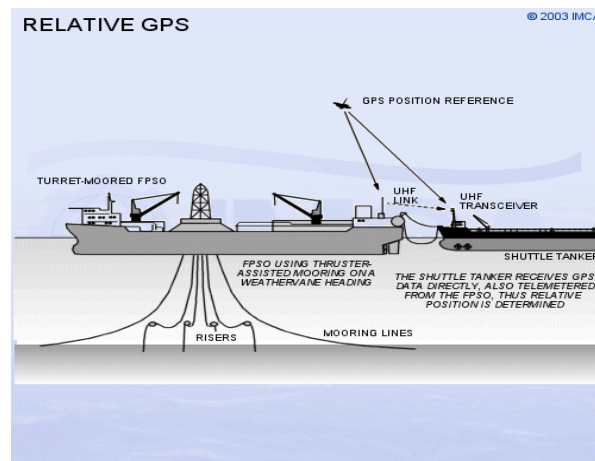 RELATIVE GPS
© 2003 IMCA
GPS POSITION REFERENCE
TURRET-MOORED FPSO
UHF
LINK
UHF
TRANSCEIVER
SHUTTLE TANKER
FPSO USING THRUSTER-
ASSISTED MOORING ON A
WEATHERVANE HEADING
THE SHUTTLE TANKER RECEIVES GPS
DATA DIRECTLY, ALSO TELEMETERED
FROM THE FPSO, THUS RELATIVE
POSITION IS DETERMINED
RISERS
MOORING LINES